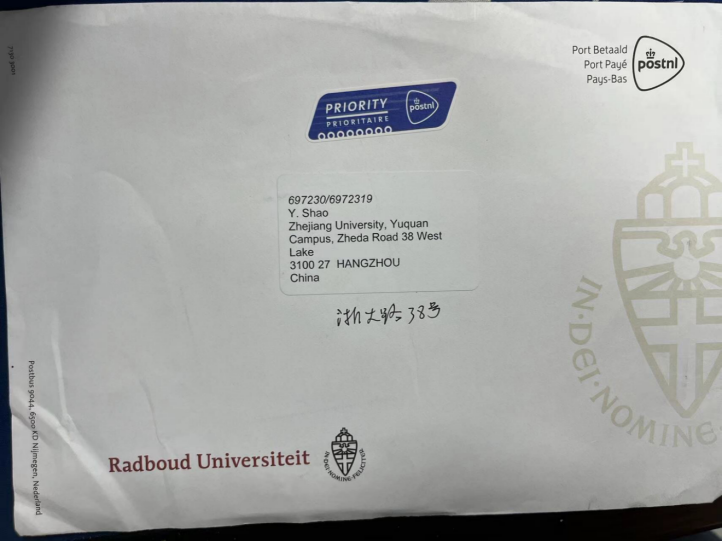 Port Betaald
Port Payé
Pays-Bas
postnl
PRIORITY
PRIORITAIRE
postnl
697230/6972319
Y. Shao
Zhejiang University, Yuquan
Campus, Zheda Road 38 West
Lake
3100 27 HANGZHOU
China
浙大路38号
IN·DEI·NOMINE
Radboud Universiteit
IN·DEI·NOMINE·FELICITER
Postbus 9044, 6500 KD Nijmegen, Nederland